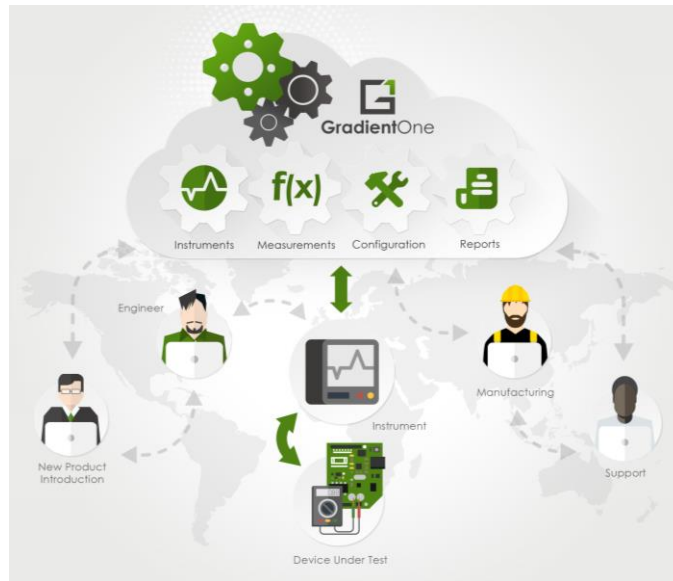 GradientOne
f(x)
Instruments
Measurements
Configuration
Reports
Engineer
Manufacturing
Instrument
New Product
Introduction
Support
Device Under Test